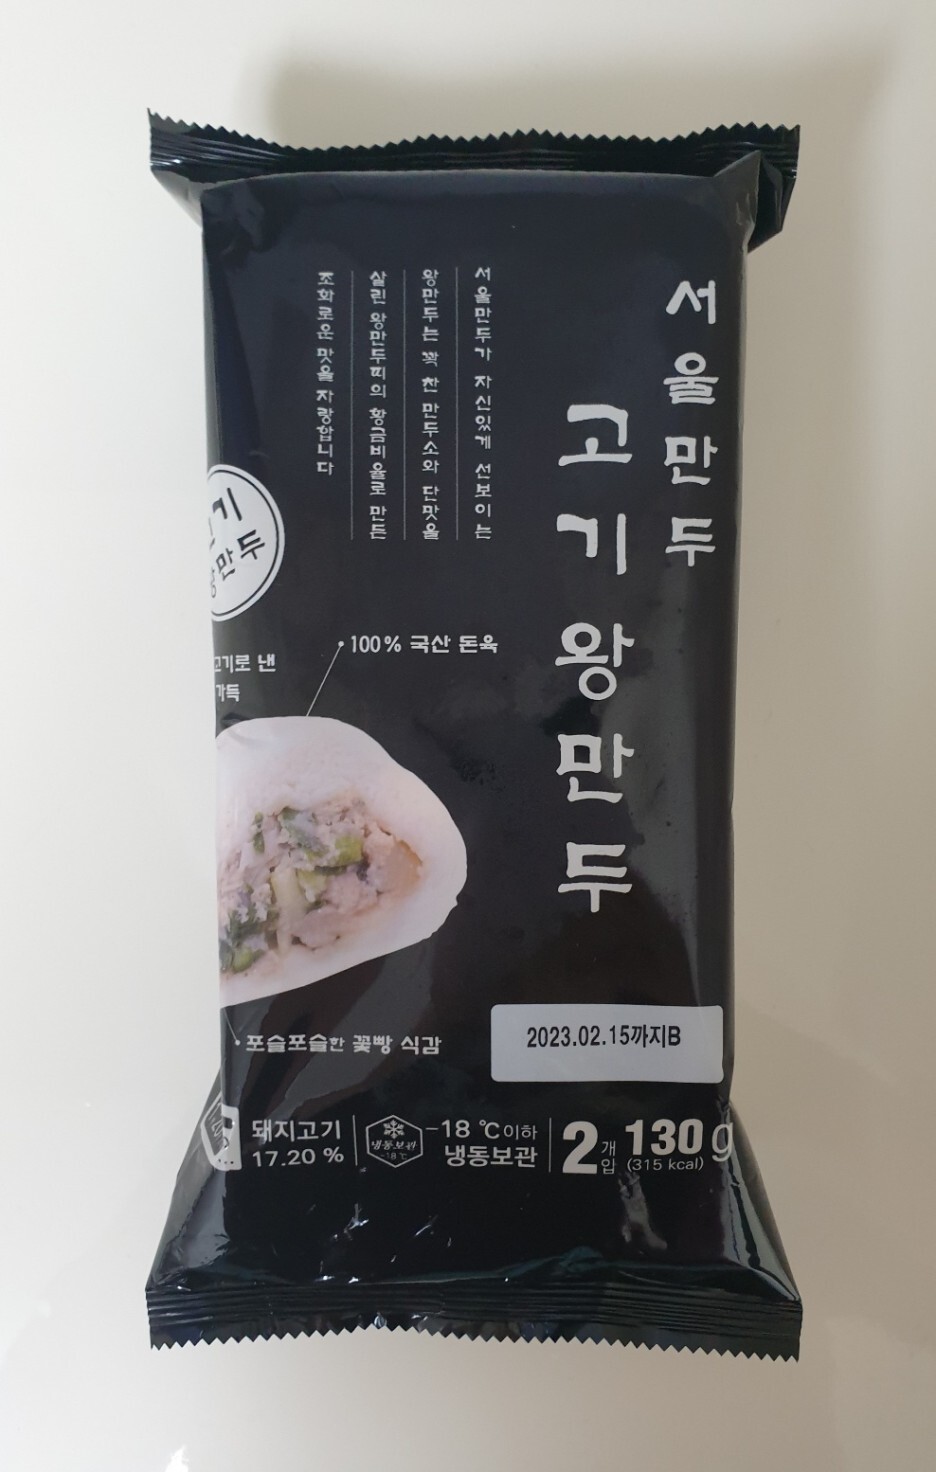 서울만두
고기왕만두
서울만두가 자신있게 선보이는
왕만두는 꽉 찬 만두소와 단맛을
살린 왕만두피의 황금비율로 만든
조화로운 맛을 자랑합니다
기
만두
100% 국산 돈육
고기로 낸
가득
포슬포슬한 꽃빵 식감
2023.02.15까지B
돼지고기
17.20 %
냉동보관
-18℃
-18 ℃이하
냉동보관
2개입
130g
(315 kcal)